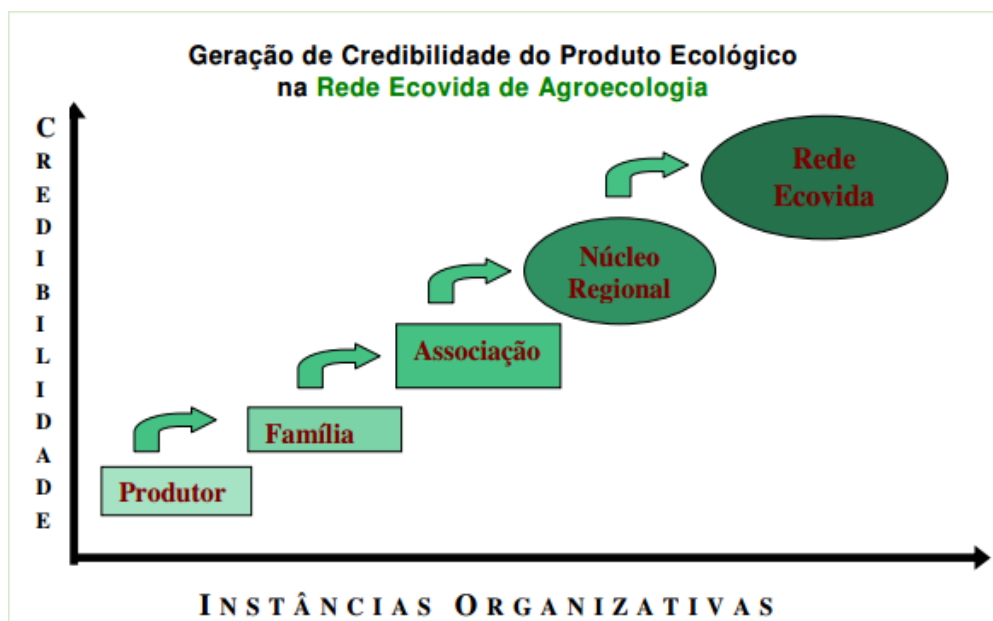 Geração de Credibilidade do Produto Ecológico
na Rede Ecovida de Agroecologia
CREDIBILIDADE
Rede
Ecovida
Núcleo
Regional
Associação
Família
Produtor
INSTÂNCIAS ORGANIZATIVAS